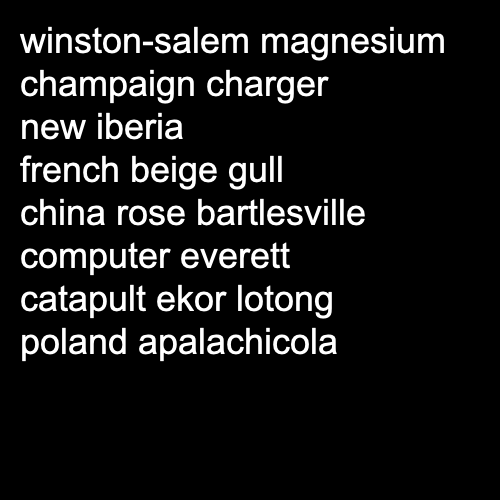 winston-salem magnesium
champaign charger
new iberia
french beige gull
china rose bartlesville
computer everett
catapult ekor lotong
poland apalachicola